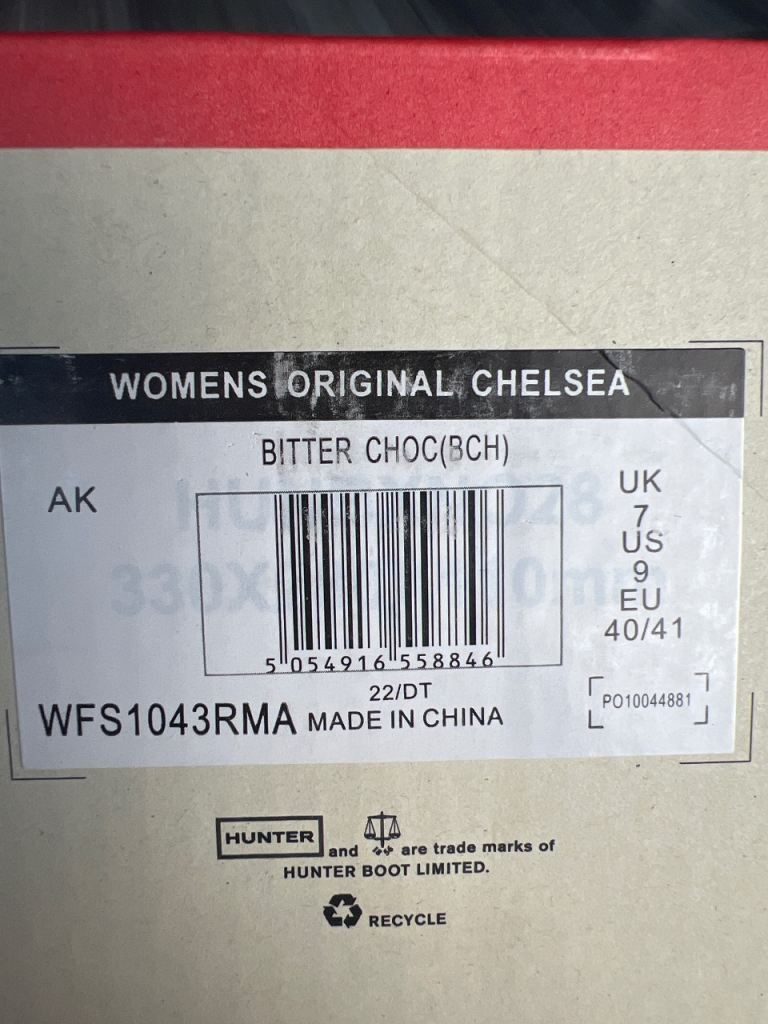 WOMENS ORIGINAL CHELSEA
BITTER CHOC(BCH)
AK
UK
7
US
9
EU
40/41
5 054916 558846
22/DT
WFS1043RMA MADE IN CHINA
PO10044881
HUNTER and are trade marks of
HUNTER BOOT LIMITED.
RECYCLE